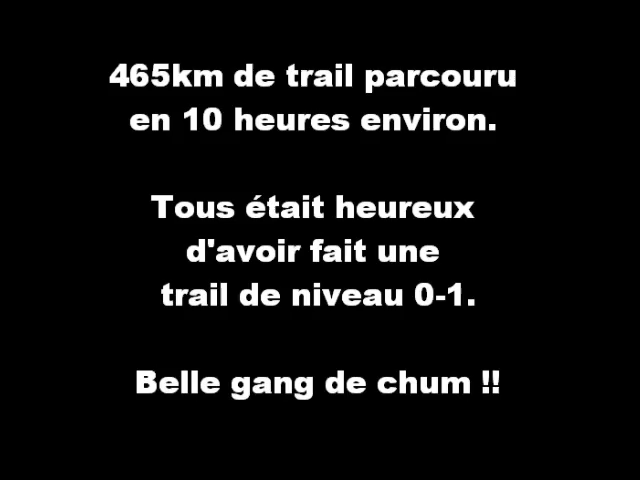 465km de trail parcouru
en 10 heures environ.
Tous était heureux
d'avoir fait une
trail de niveau 0-1.
Belle gang de chum !!